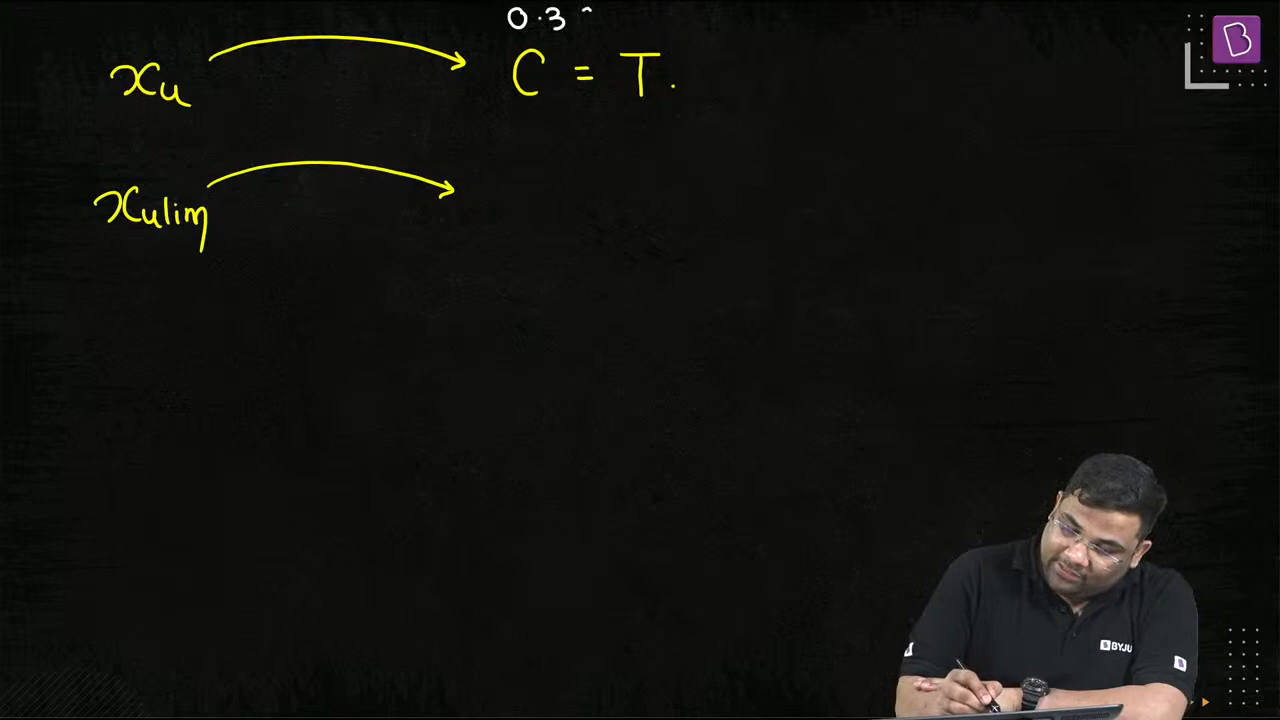 0.3
xu → C = T.
xulim →
BYJU